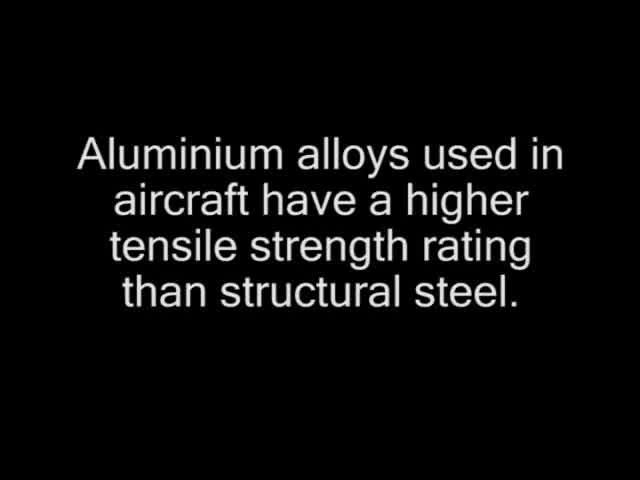 Aluminium alloys used in
aircraft have a higher
tensile strength rating
than structural steel.